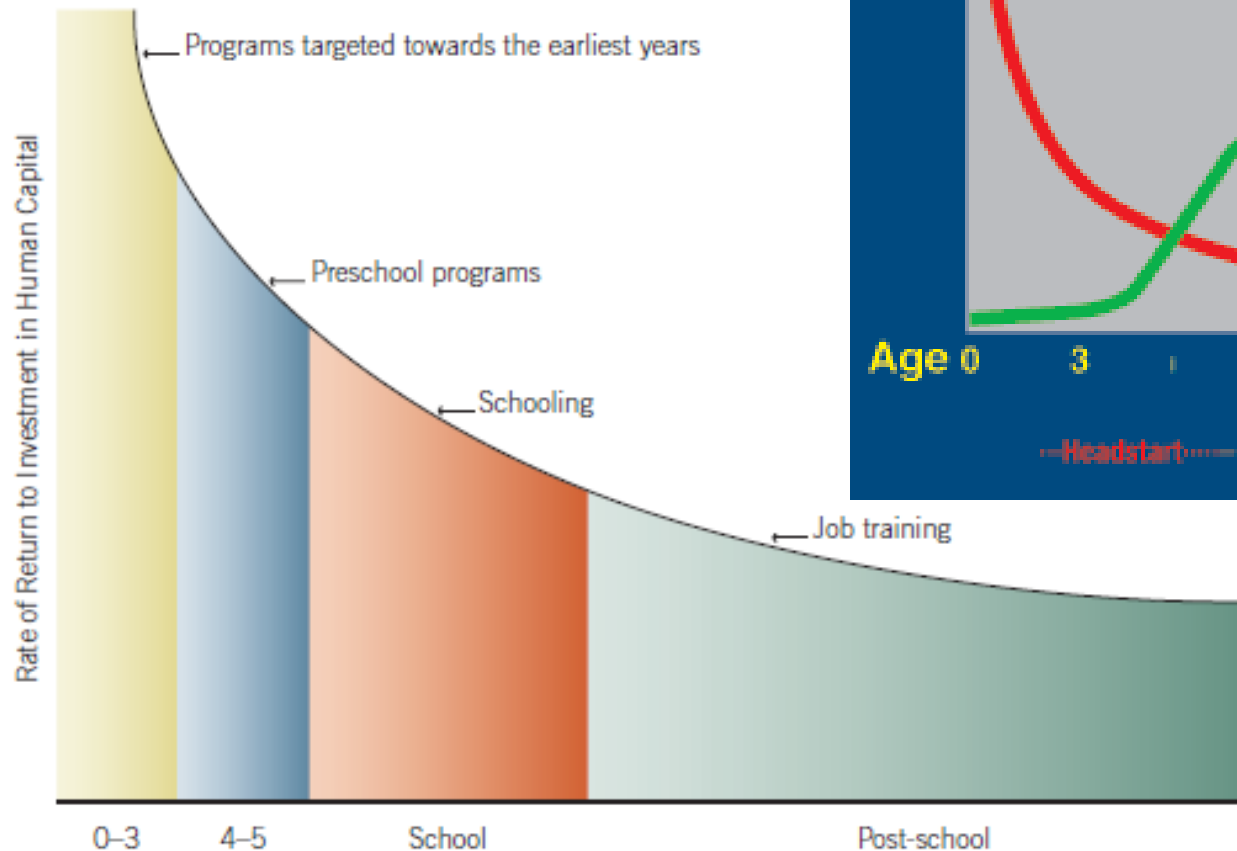 Programs targeted towards the earliest years
Preschool programs
Schooling
Job training
Rate of Return to Investment in Human Capital
0–3 4–5 School Post-school
Age 0 3
Headstart